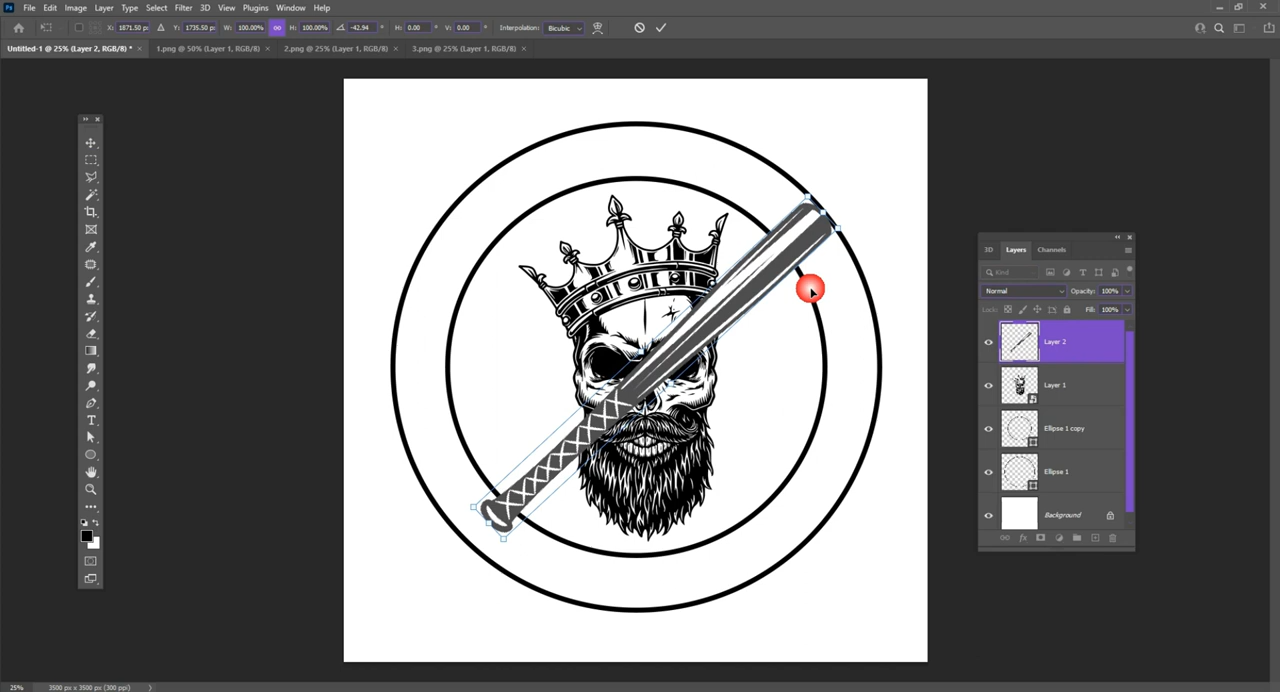 Ps File Edit Image Layer Type Select Filter 3D View Plugins Window Help
X: 1871.50 px Y: 1735.50 px W: 100.00% H: 100.00% -42.94 ° H: 0.00 ° V: 0.00 ° Interpolation: Bicubic
Untitled-1 @ 25% (Layer 2, RGB/8) * × 1.png @ 50% (Layer 1, RGB/8) × 2.png @ 25% (Layer 1, RGB/8) × 3.png @ 25% (Layer 1, RGB/8) ×
3D Layers Channels
Kind
Normal Opacity: 100%
Lock: Fill: 100%
Layer 2
Layer 1
Ellipse 1 copy
Ellipse 1
Background
fx
25% 3500 px x 3500 px (300 ppi)